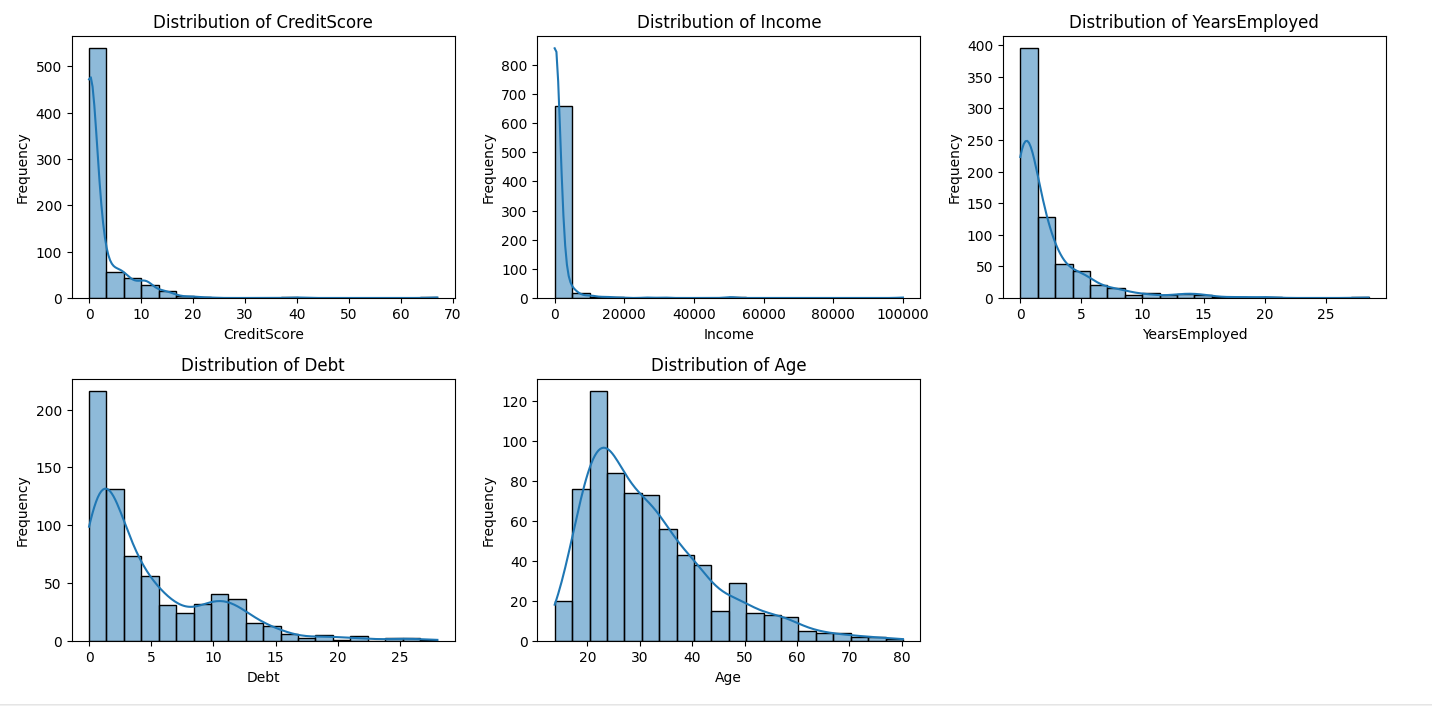 Distribution of CreditScore
Frequency
500
400
300
200
100
0
0 10 20 30 40 50 60 70
CreditScore
Distribution of Income
Frequency
800
700
600
500
400
300
200
100
0
0 20000 40000 60000 80000 100000
Income
Distribution of YearsEmployed
Frequency
400
350
300
250
200
150
100
50
0
0 5 10 15 20 25
YearsEmployed
Distribution of Debt
Frequency
200
150
100
50
0
0 5 10 15 20 25
Debt
Distribution of Age
Frequency
120
100
80
60
40
20
0
20 30 40 50 60 70 80
Age